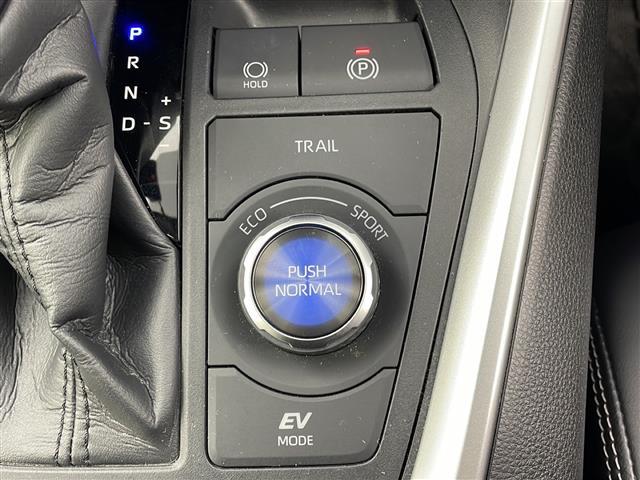 P
R
N
D - S
+
-
HOLD
P
TRAIL
ECO
SPORT
PUSH
NORMAL
EV
MODE